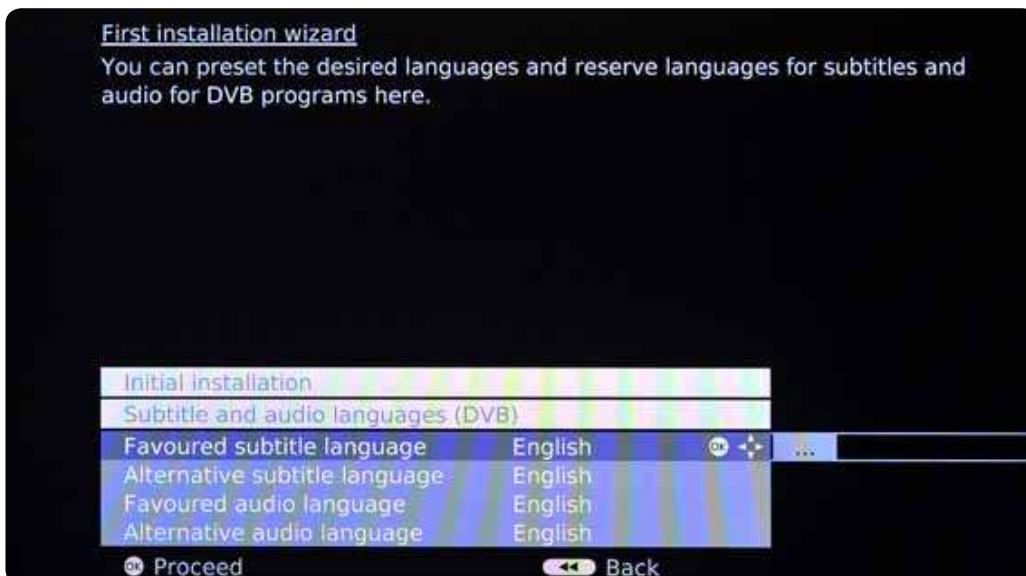 First installation wizard
You can preset the desired languages and reserve languages for subtitles and
audio for DVB programs here.
Initial installation
Subtitle and audio languages (DVB)
Favoured subtitle language English OK ...
Alternative subtitle language English
Favoured audio language English
Alternative audio language English
OK Proceed Back